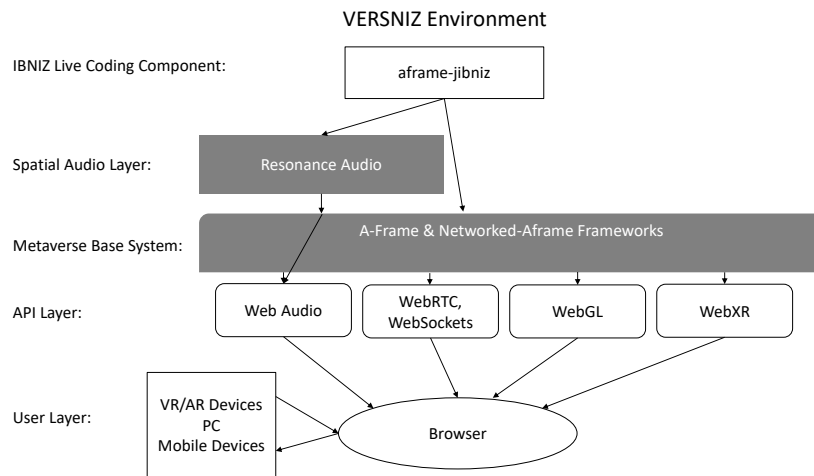 VERSNIZ Environment
IBNIZ Live Coding Component:
aframe-jibniz
Spatial Audio Layer:
Resonance Audio
A-Frame & Networked-Aframe Frameworks
Metaverse Base System:
API Layer:
Web Audio
WebRTC,
WebSockets
WebGL
WebXR
User Layer:
VR/AR Devices
PC
Mobile Devices
Browser